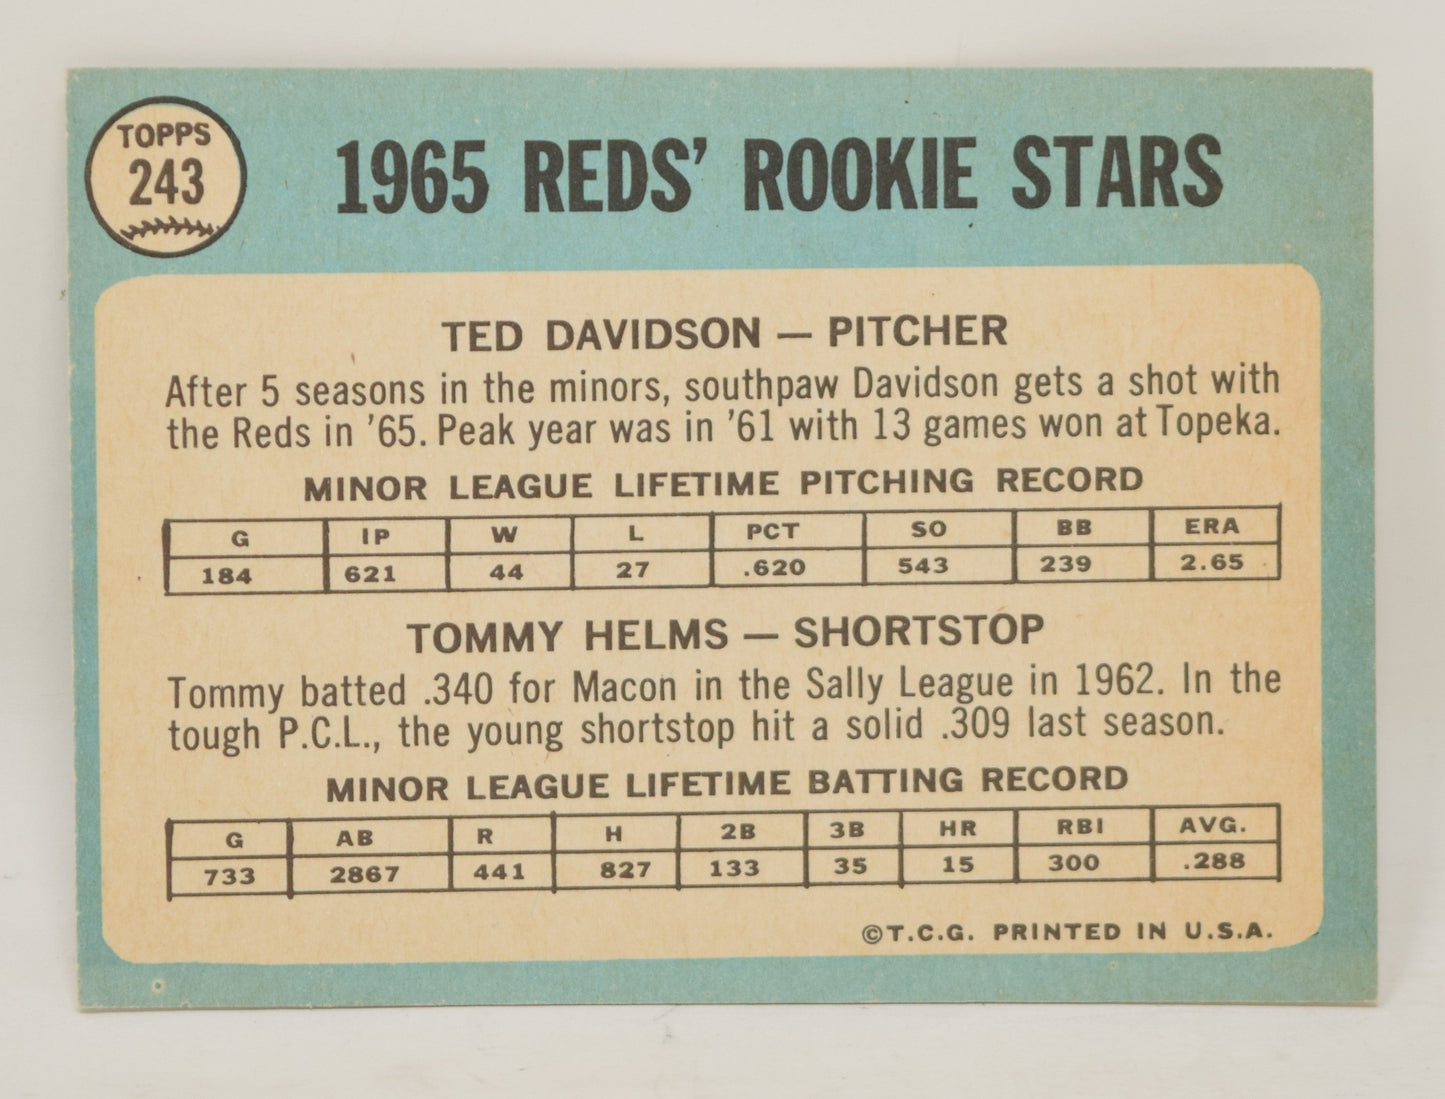 TOPPS
243
1965 REDS' ROOKIE STARS
TED DAVIDSON — PITCHER
After 5 seasons in the minors, southpaw Davidson gets a shot with
the Reds in '65. Peak year was in '61 with 13 games won at Topeka.
MINOR LEAGUE LIFETIME PITCHING RECORD
G IP W L PCT SO BB ERA
184 621 44 27 .620 543 239 2.65
TOMMY HELMS — SHORTSTOP
Tommy batted .340 for Macon in the Sally League in 1962. In the
tough P.C.L., the young shortstop hit a solid .309 last season.
MINOR LEAGUE LIFETIME BATTING RECORD
G AB R H 2B 3B HR RBI AVG.
733 2867 441 827 133 35 15 300 .288
©T.C.G. PRINTED IN U.S.A.